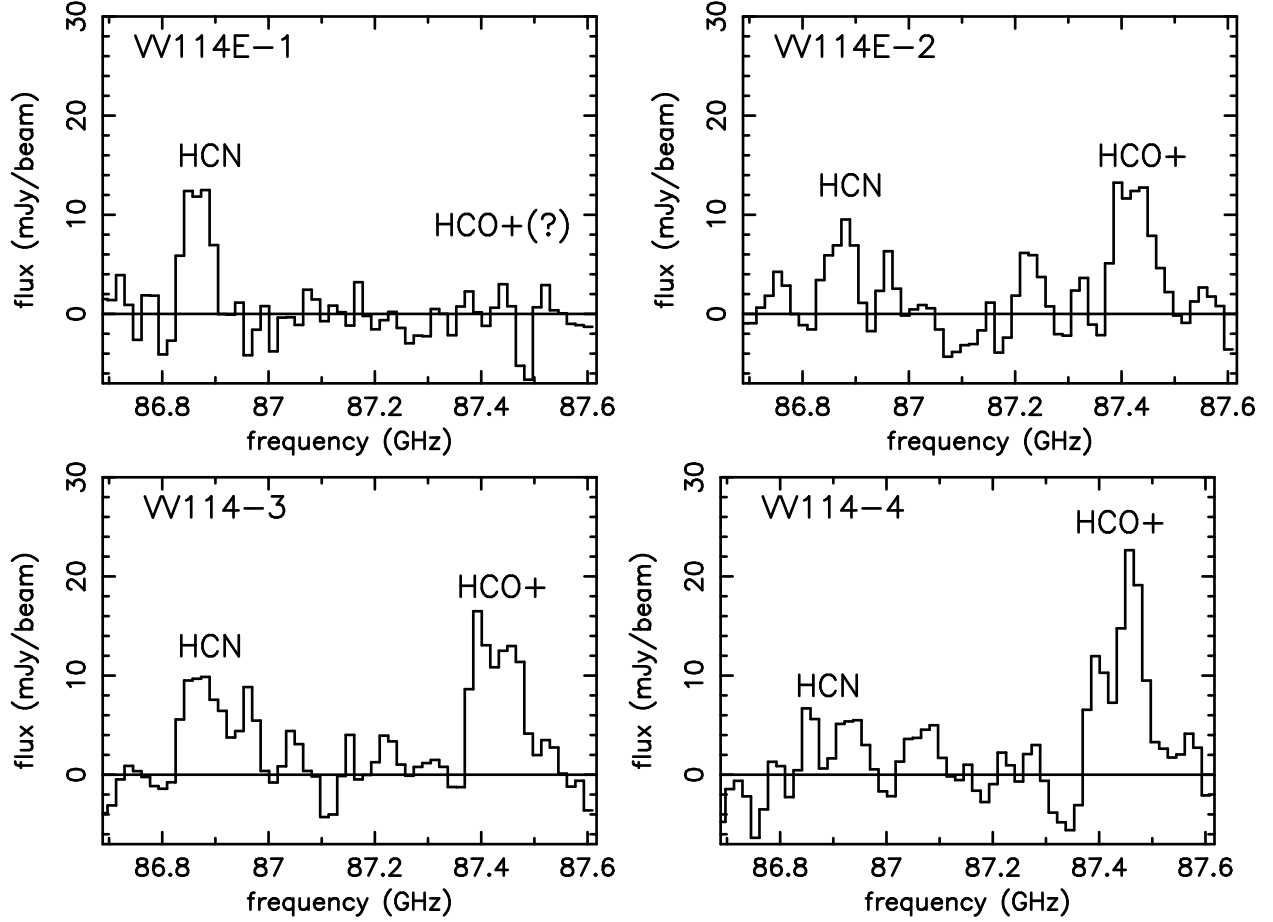 VV114E-1
HCN
HCO+(?)
flux (mJy/beam)
30
20
10
0
86.8 87 87.2 87.4 87.6
frequency (GHz)
VV114E-2
HCN
HCO+
flux (mJy/beam)
30
20
10
0
86.8 87 87.2 87.4 87.6
frequency (GHz)
VV114-3
HCN
HCO+
flux (mJy/beam)
30
20
10
0
86.8 87 87.2 87.4 87.6
frequency (GHz)
VV114-4
HCN
HCO+
flux (mJy/beam)
30
20
10
0
86.8 87 87.2 87.4 87.6
frequency (GHz)